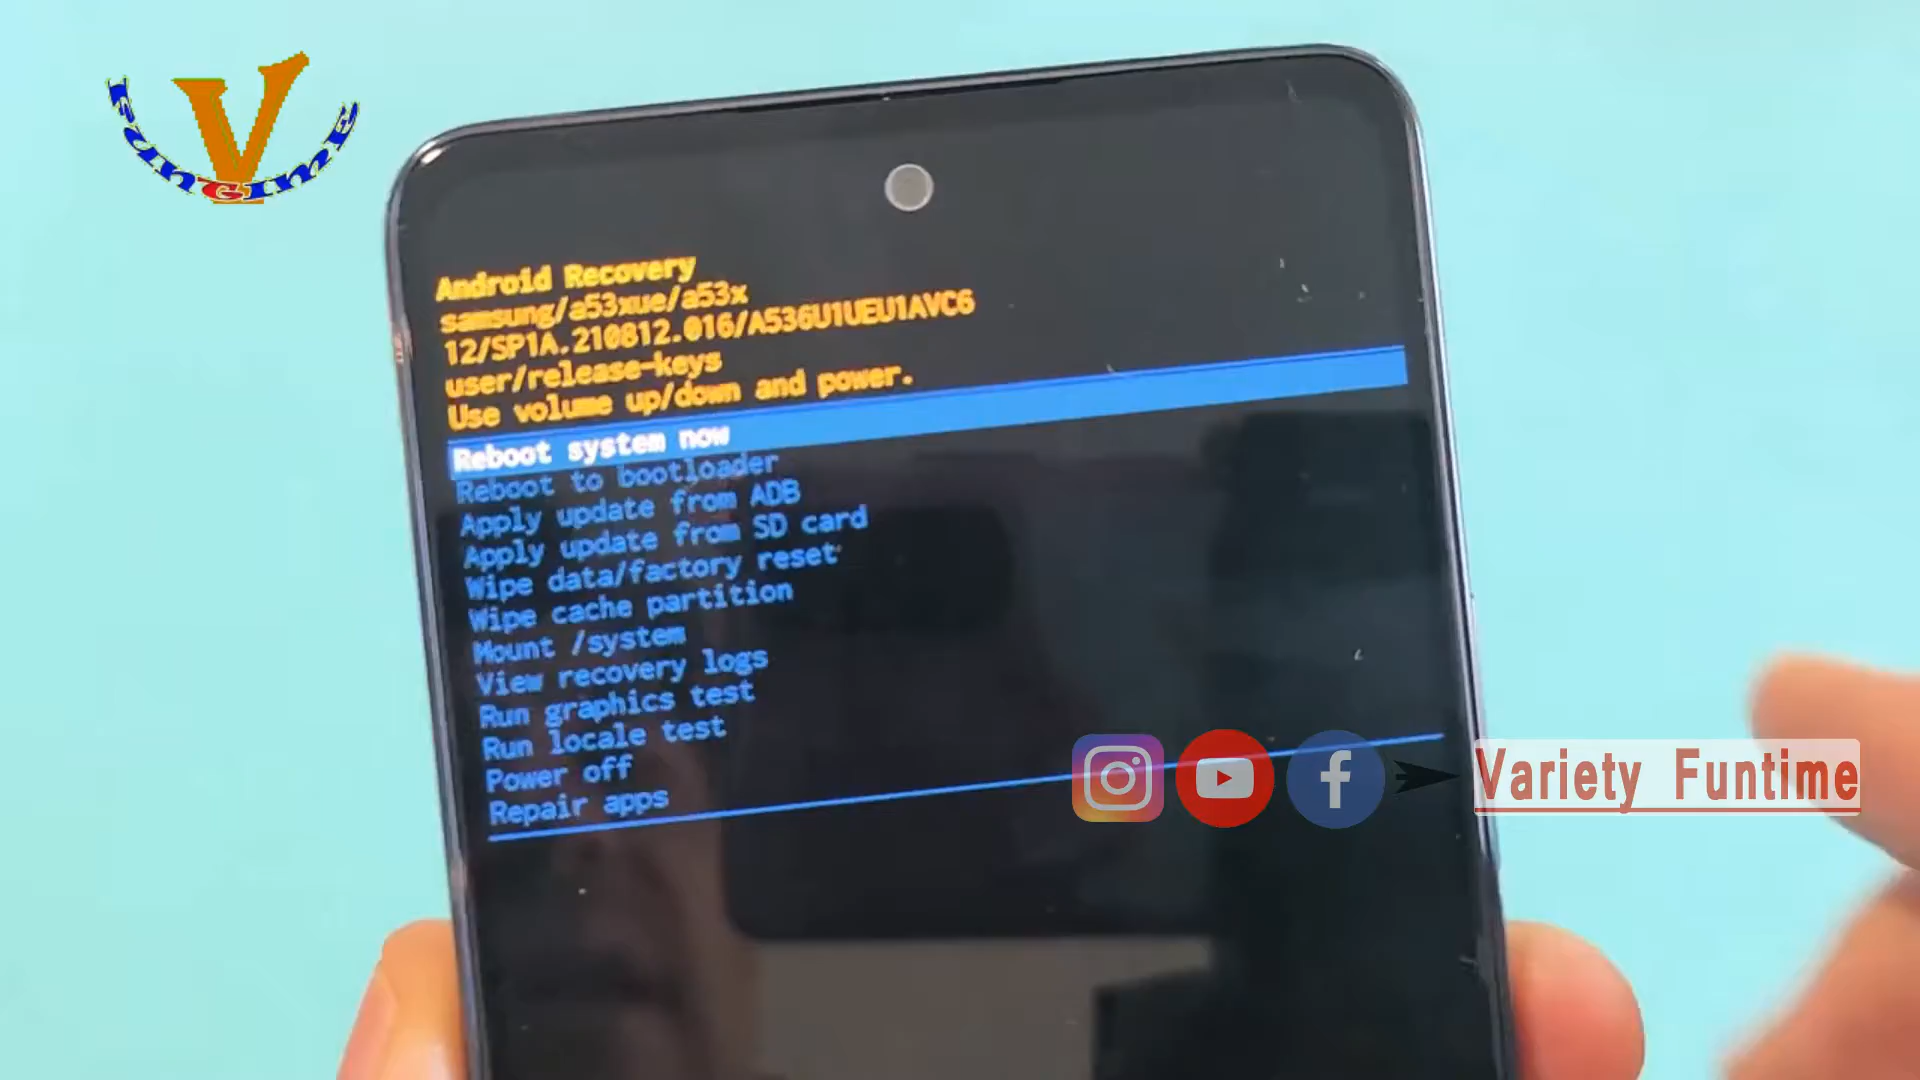 V
FunTime
Android Recovery
samsung/a53xue/a53x
12/SP1A.210812.016/A536U1UEU1AVC6
user/release-keys
Use volume up/down and power.
Reboot system now
Reboot to bootloader
Apply update from ADB
Apply update from SD card
Wipe data/factory reset
Wipe cache partition
Mount /system
View recovery logs
Run graphics test
Run locale test
Power off
Repair apps
Variety Funtime